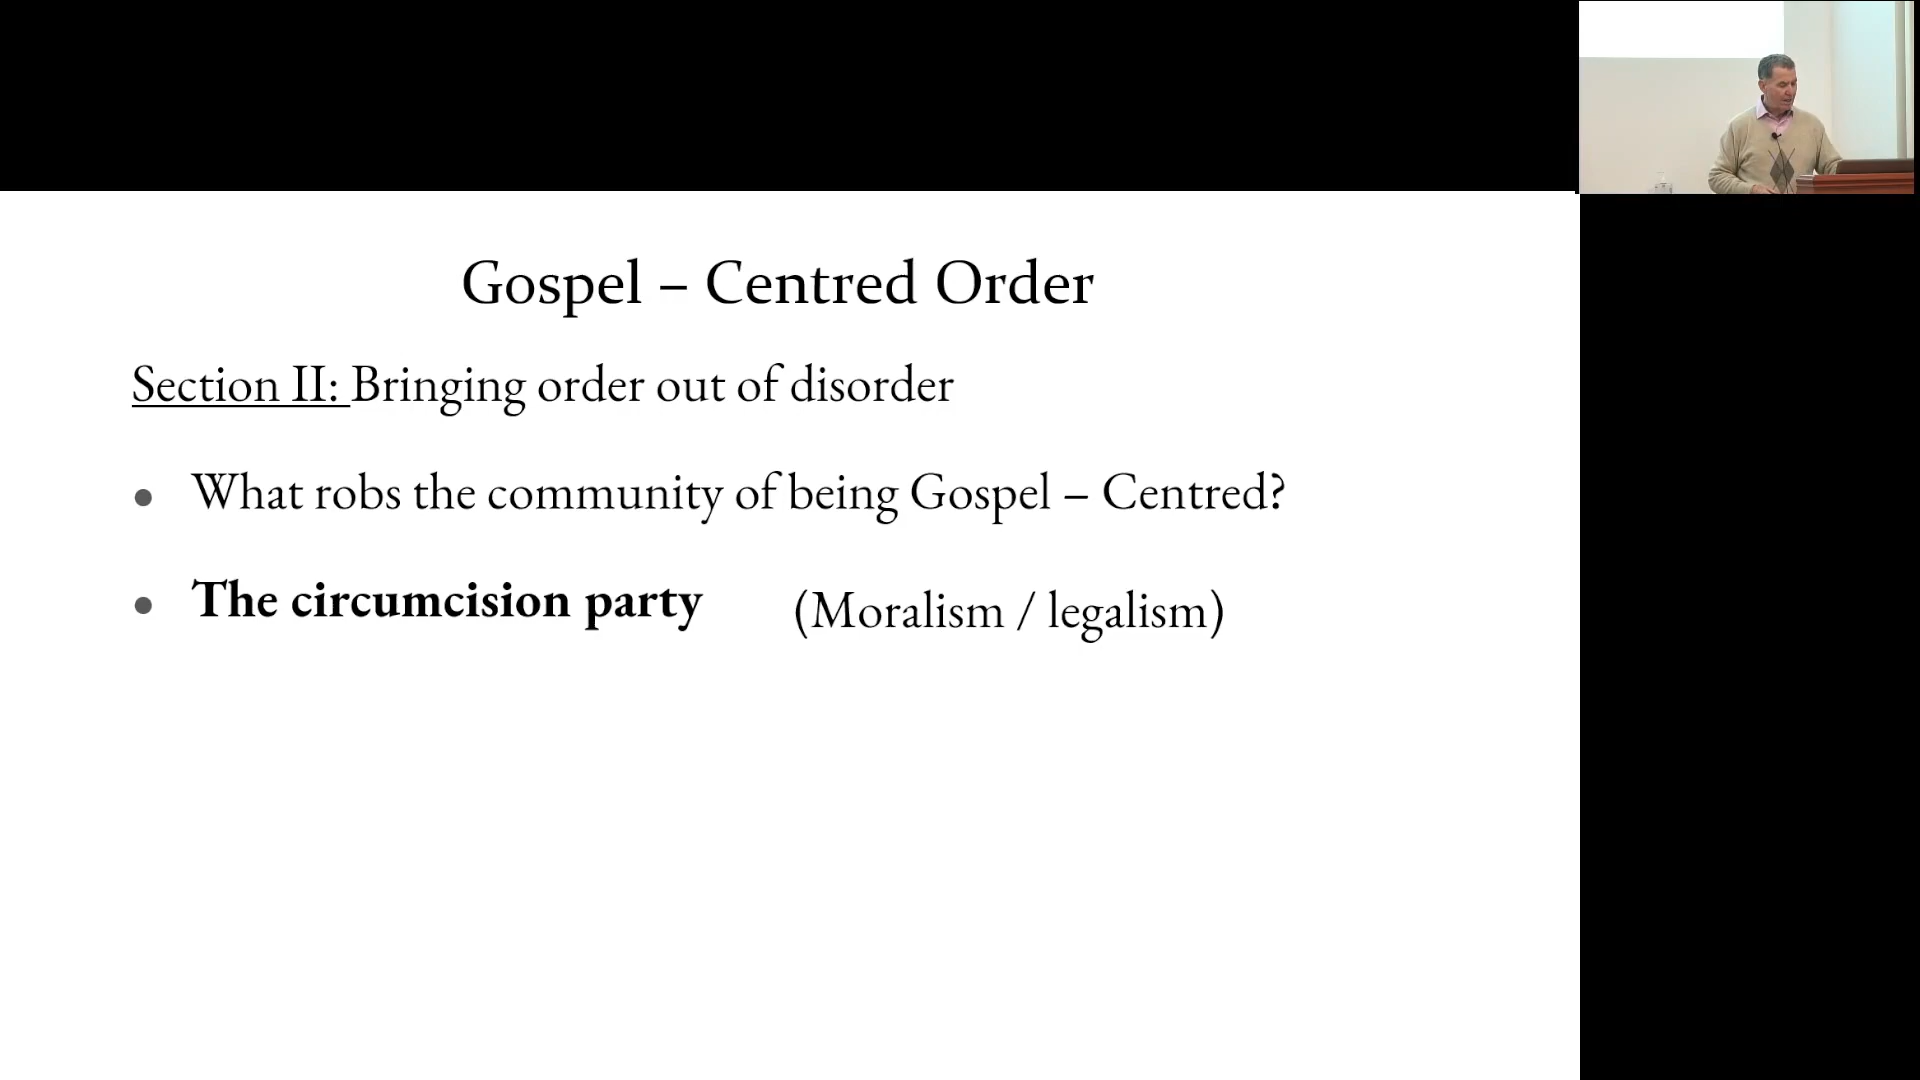 Gospel – Centred Order
Section II: Bringing order out of disorder
• What robs the community of being Gospel – Centred?
• The circumcision party (Moralism / legalism)